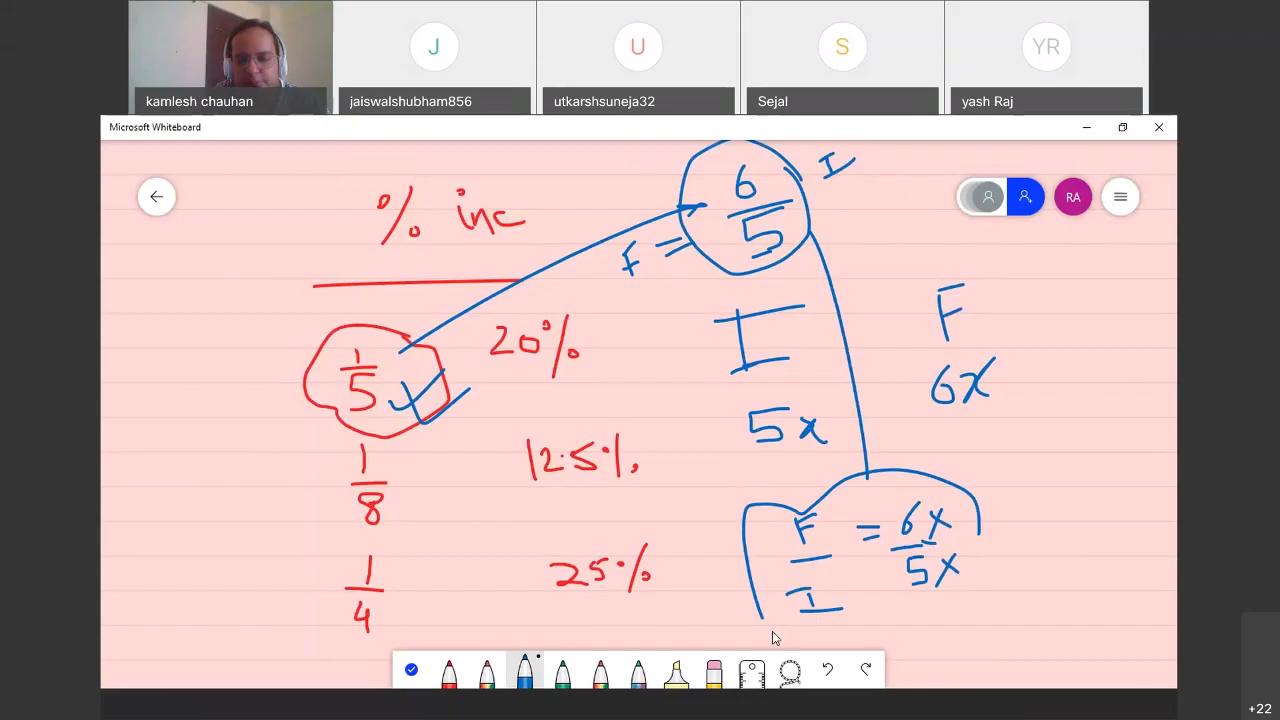 J
U
S
YR
kamlesh chauhan
jaiswalshubham856
utkarshsuneja32
Sejal
yash Raj
Microsoft Whiteboard
RA
% inc
F = 6/5 I
1/5 20%
I F
5x 6x
1/8 12.5%
F/I = 6x/5x
1/4 25%
+22